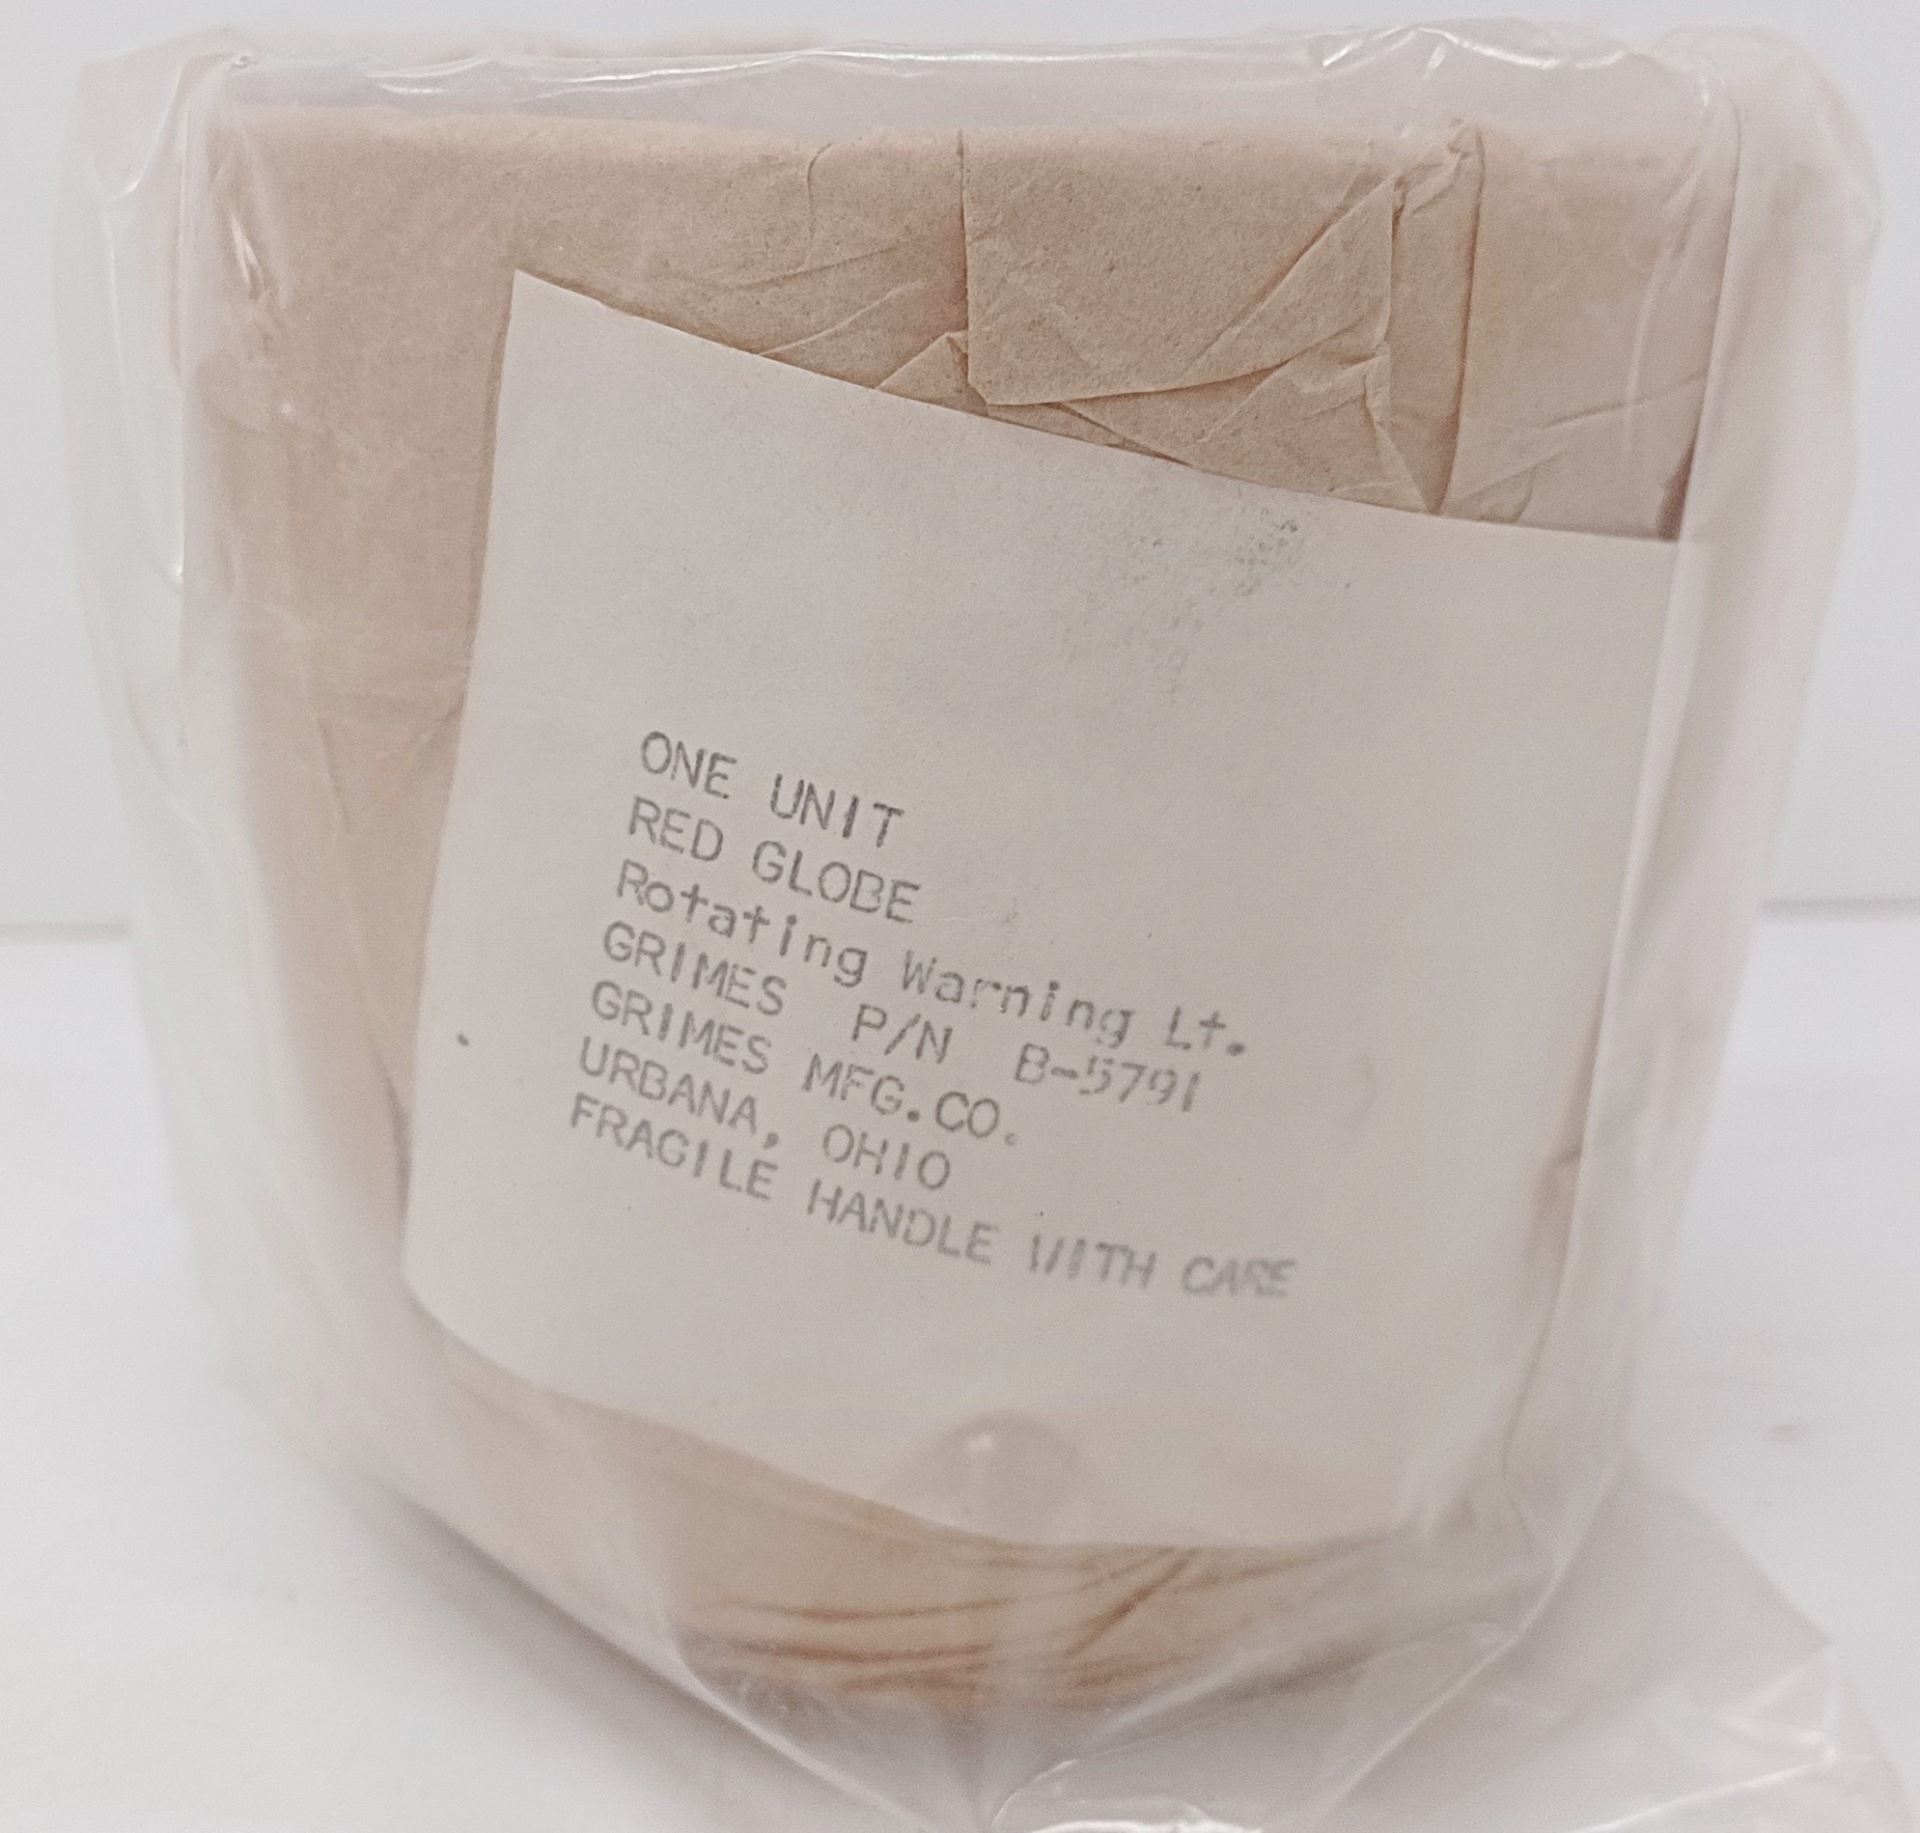 ONE UNIT
RED GLOBE
Rotating Warning Lt.
GRIMES P/N B-5791
GRIMES MFG.CO.
URBANA, OHIO
FRAGILE HANDLE WITH CARE